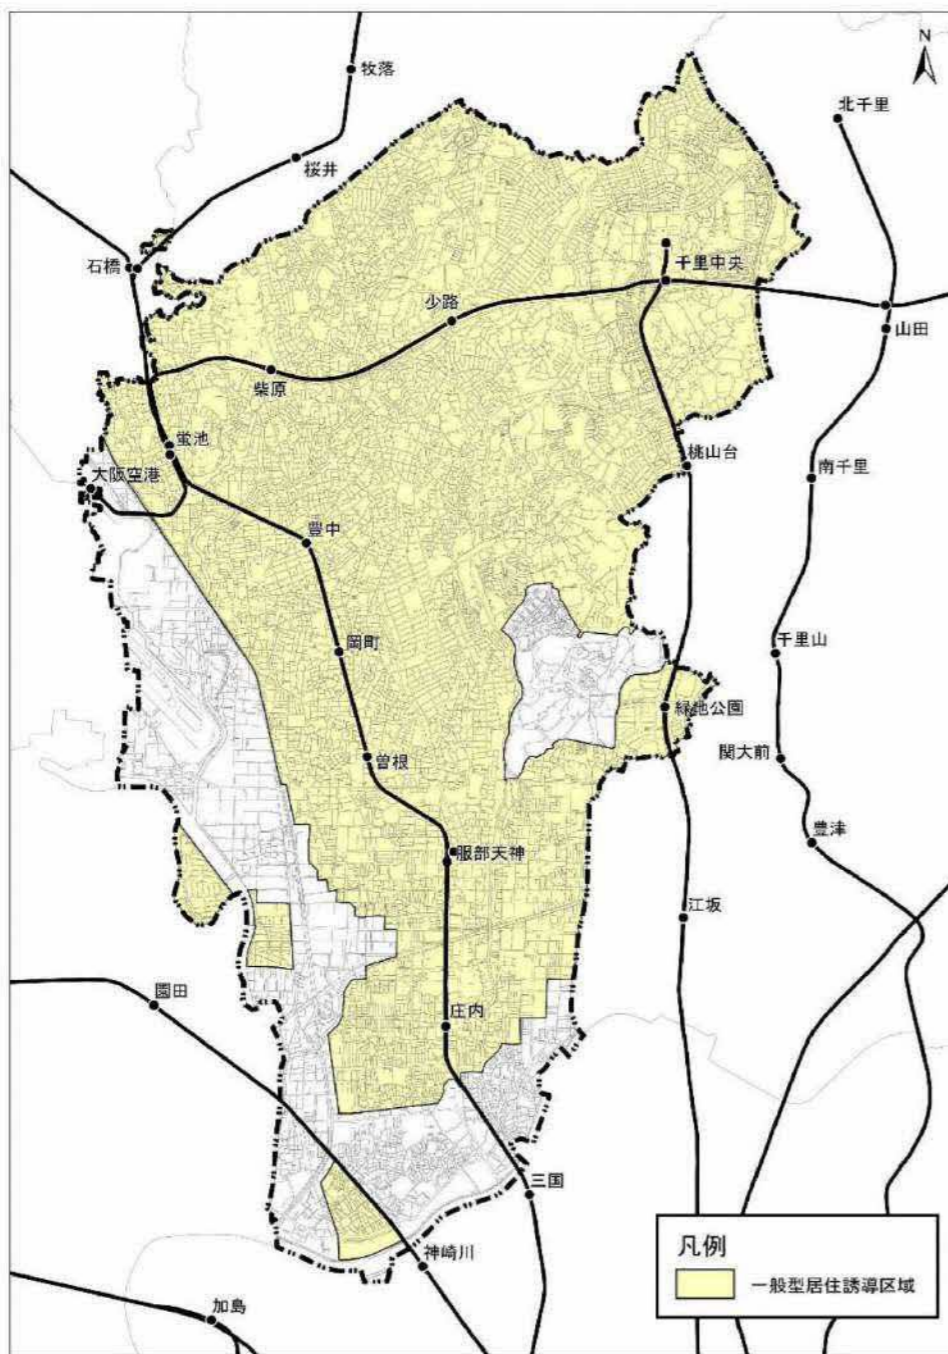 N
牧落
北千里
桜井
石橋
千里中央
少路
山田
柴原
蛍池
桃山台
大阪空港
南千里
豊中
岡町
千里山
緑地公園
関大前
曽根
豊津
服部天神
江坂
園田
庄内
三国
凡例
神崎川
一般型居住誘導区域
加島